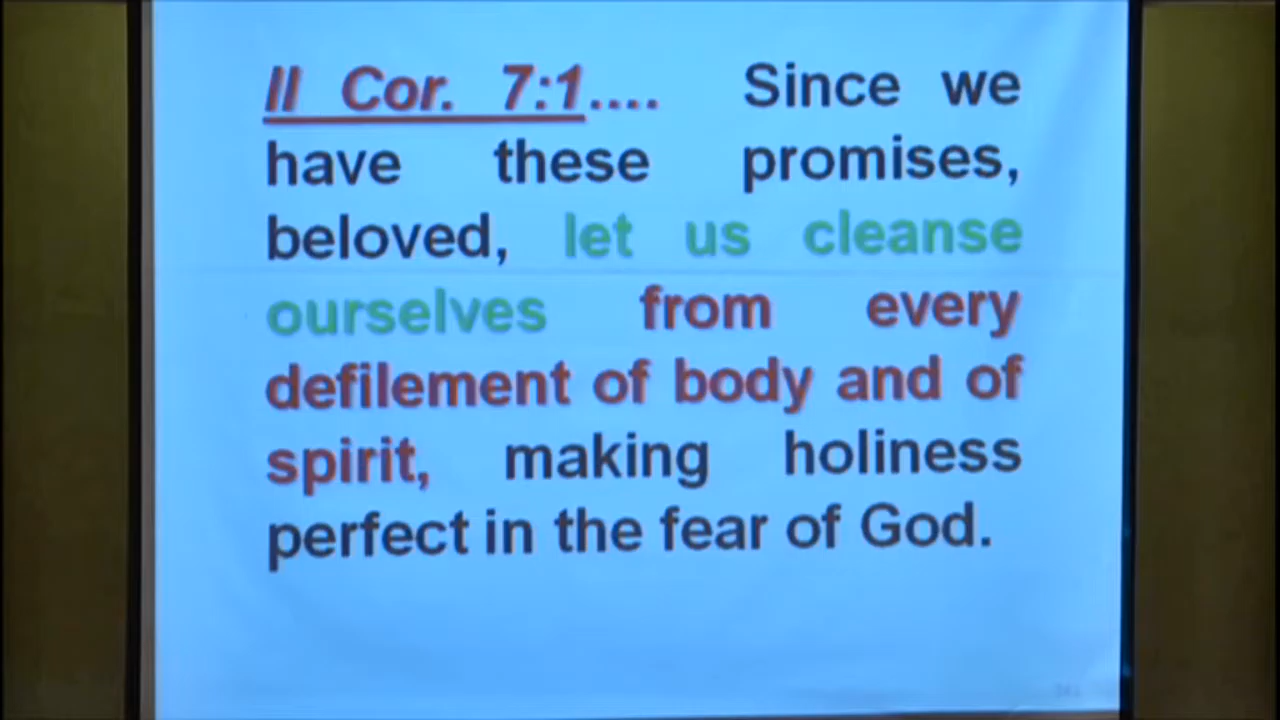 II Cor. 7:1.... Since we
have these promises,
beloved, let us cleanse
ourselves from every
defilement of body and of
spirit, making holiness
perfect in the fear of God.